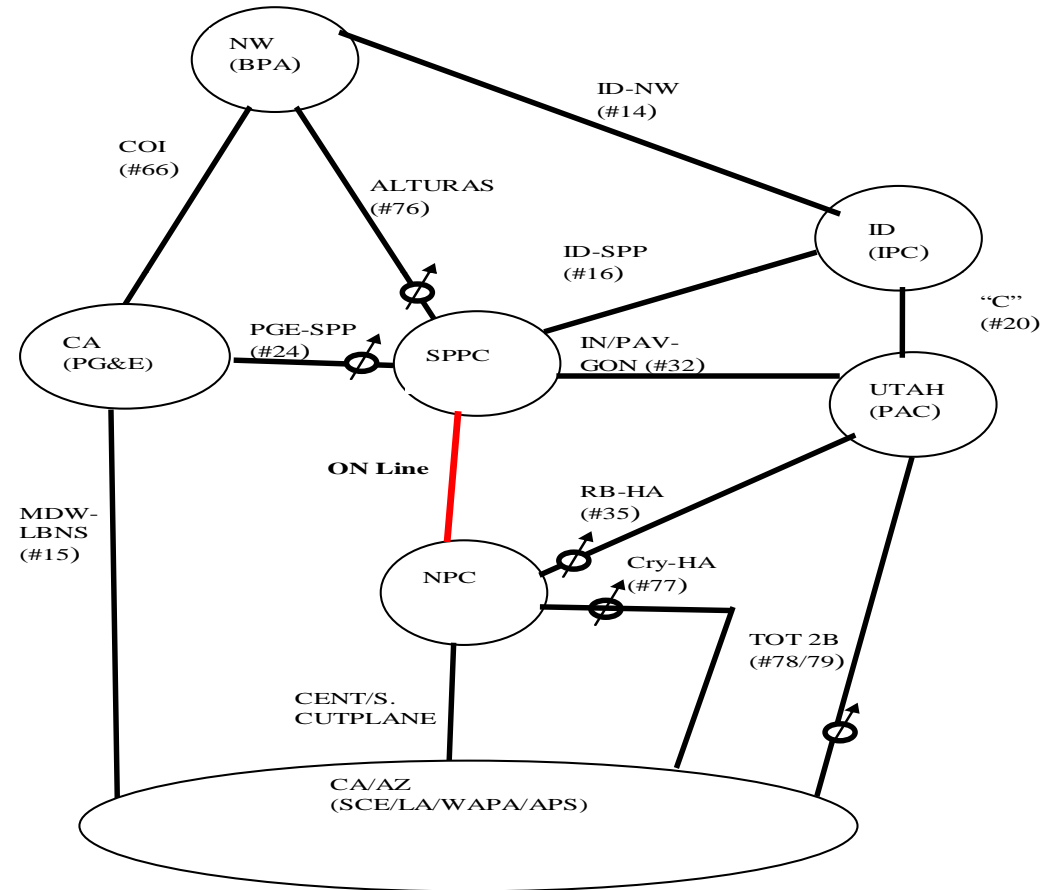 NW
(BPA)
ID-NW
(#14)
COI
(#66)
ALTURAS
(#76)
ID
(IPC)
ID-SPP
(#16)
“C”
(#20)
PGE-SPP
(#24)
CA
(PG&E)
SPPC
IN/PAV-
GON (#32)
UTAH
(PAC)
ON Line
RB-HA
(#35)
MDW-
LBNS
(#15)
Cry-HA
(#77)
NPC
TOT 2B
(#78/79)
CENT/S.
CUTPLANE
CA/AZ
(SCE/LA/WAPA/APS)